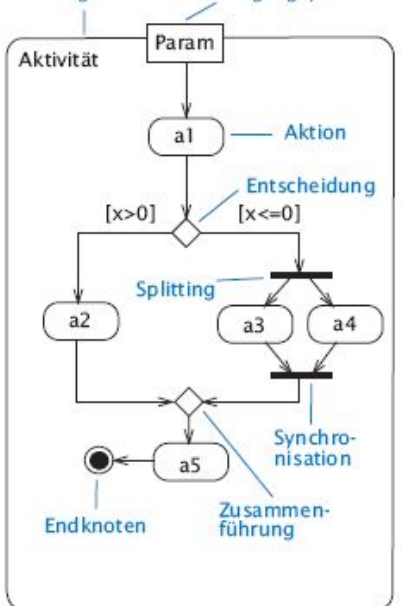 Param
Aktivität
a1
Aktion
Entscheidung
[x>0]
[x<=0]
Splitting
a2
a3
a4
Synchro-
nisation
a5
Endknoten
Zusammen-
führung